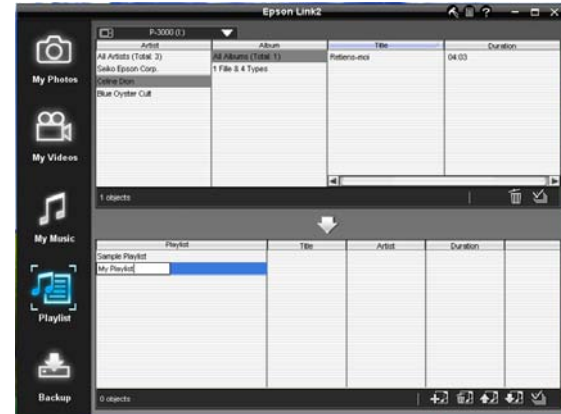 Epson Link2
?
P-3000 (I:)
Artist Album Title Duration
All Artists (Total: 3) All Albums (Total: 1) Retiens-moi 04:03
Seiko Epson Corp. 1 Fille & 4 Types
Celine Dion
Blue Oyster Cult
1 objects
My Photos
My Videos
My Music
Playlist
Backup
Playlist Title Artist Duration
Sample Playlist
My Playlist
0 objects